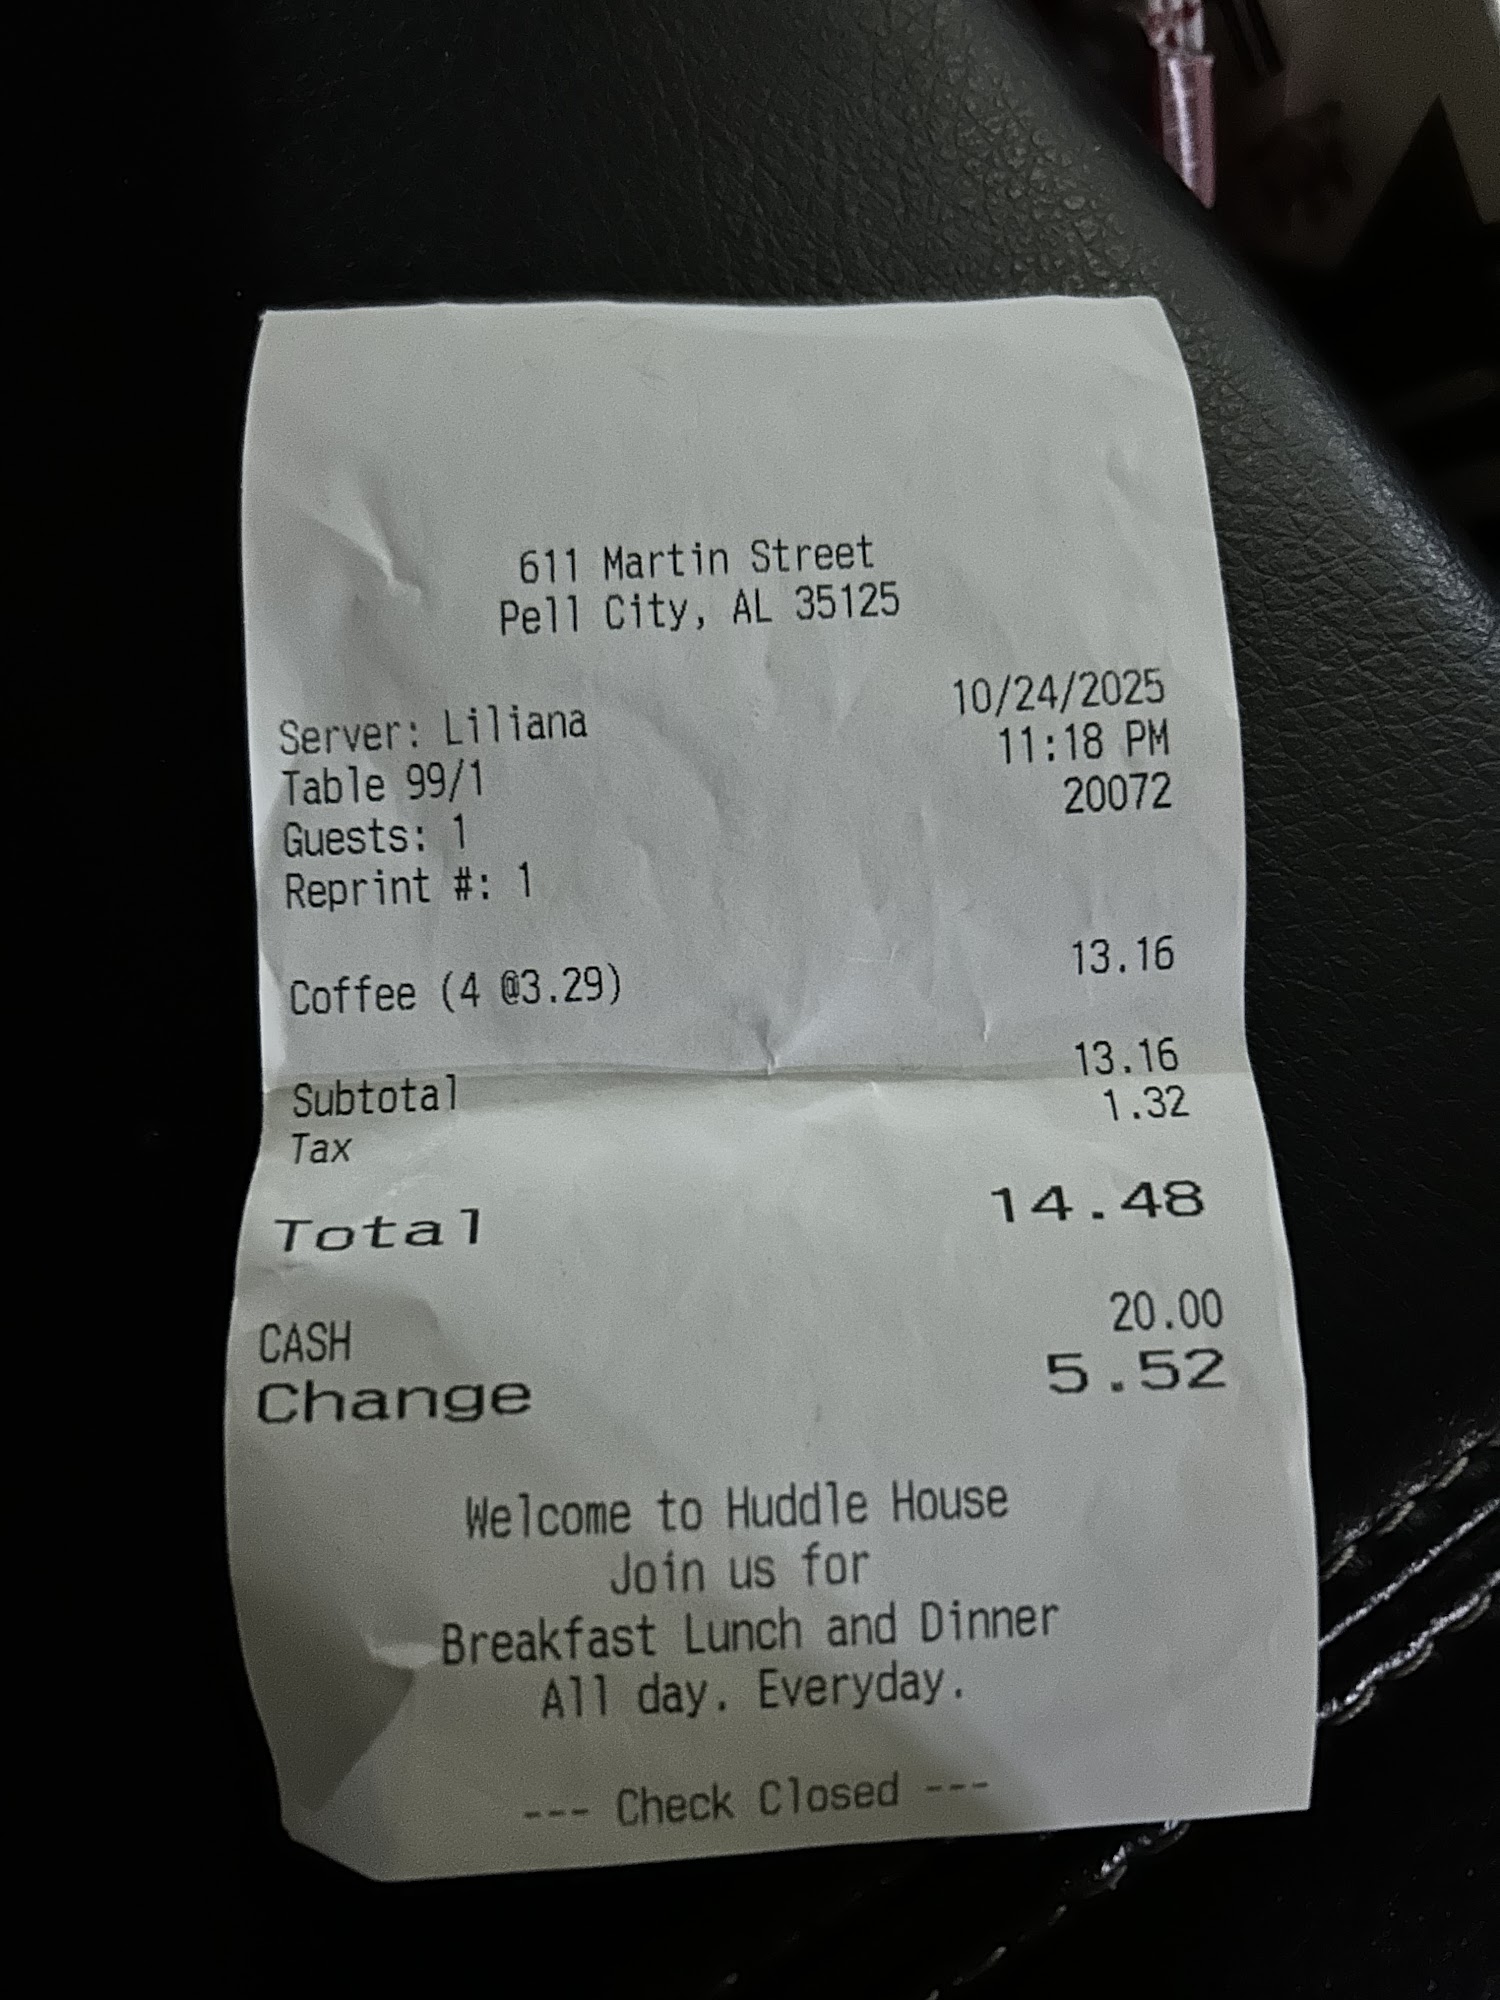 611 Martin Street
Pell City, AL 35125
10/24/2025
Server: Liliana
11:18 PM
Table 99/1
20072
Guests: 1
Reprint #: 1
Coffee (4 @3.29) 13.16
Subtotal 13.16
Tax 1.32
Total 14.48
CASH 20.00
Change 5.52
Welcome to Huddle House
Join us for
Breakfast Lunch and Dinner
All day. Everyday.
--- Check Closed ---